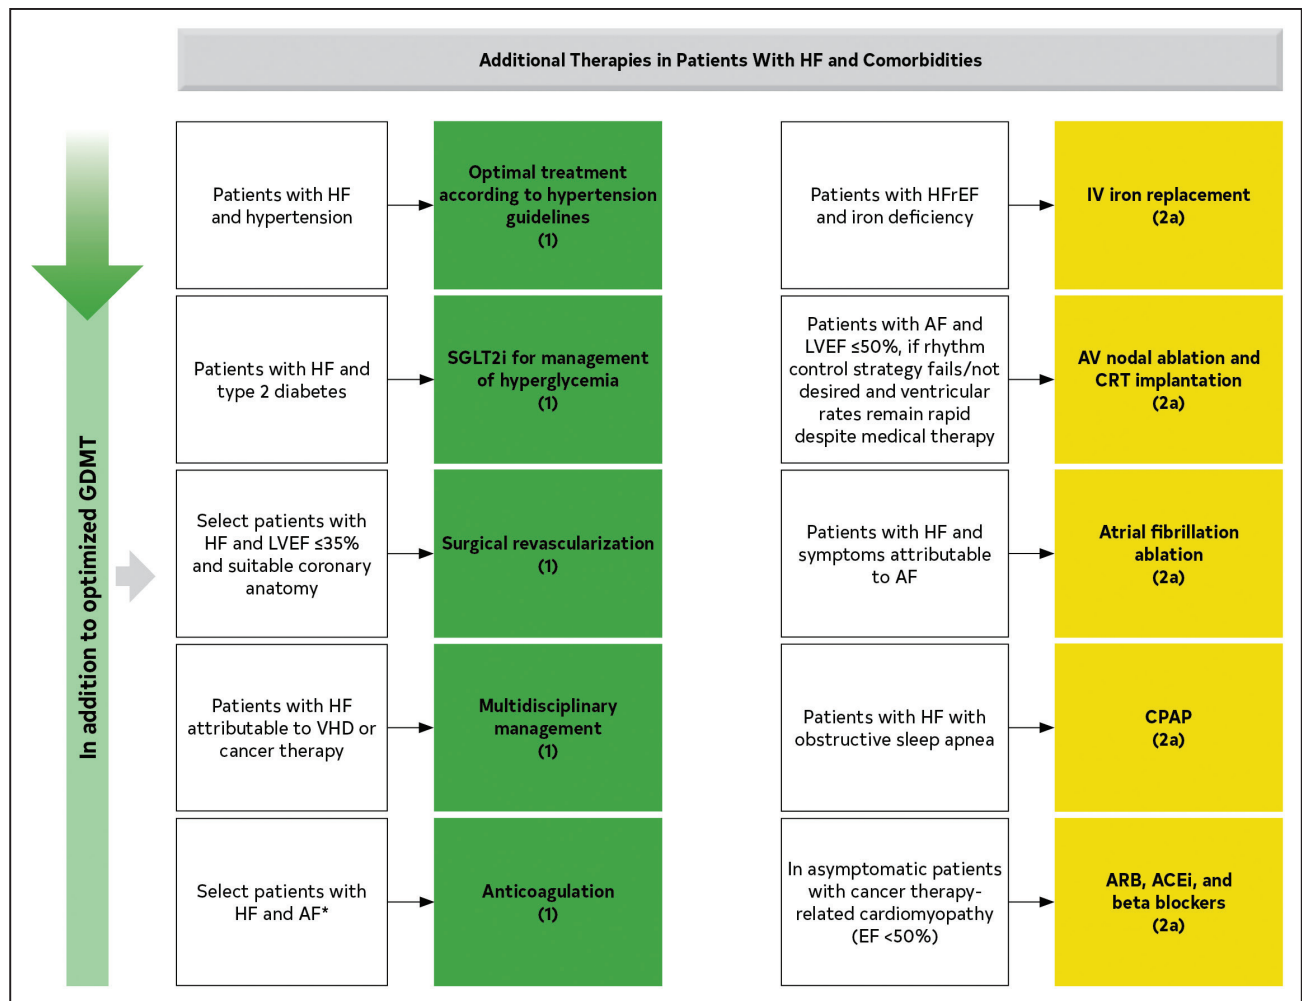 Additional Therapies in Patients With HF and Comorbidities
In addition to optimized GDMT
Patients with HF
and hypertension
Optimal treatment
according to hypertension
guidelines
(1)
Patients with HFrEF
and iron deficiency
IV iron replacement
(2a)
Patients with HF and
type 2 diabetes
SGLT2i for management
of hyperglycemia
(1)
Patients with AF and
LVEF ≤50%, if rhythm
control strategy fails/not
desired and ventricular
rates remain rapid
despite medical therapy
AV nodal ablation and
CRT implantation
(2a)
Select patients with
HF and LVEF ≤35%
and suitable coronary
anatomy
Surgical revascularization
(1)
Patients with HF and
symptoms attributable
to AF
Atrial fibrillation
ablation
(2a)
Patients with HF
attributable to VHD or
cancer therapy
Multidisciplinary
management
(1)
Patients with HF with
obstructive sleep apnea
CPAP
(2a)
Select patients with
HF and AF*
Anticoagulation
(1)
In asymptomatic patients
with cancer therapy-
related cardiomyopathy
(EF <50%)
ARB, ACEi, and
beta blockers
(2a)